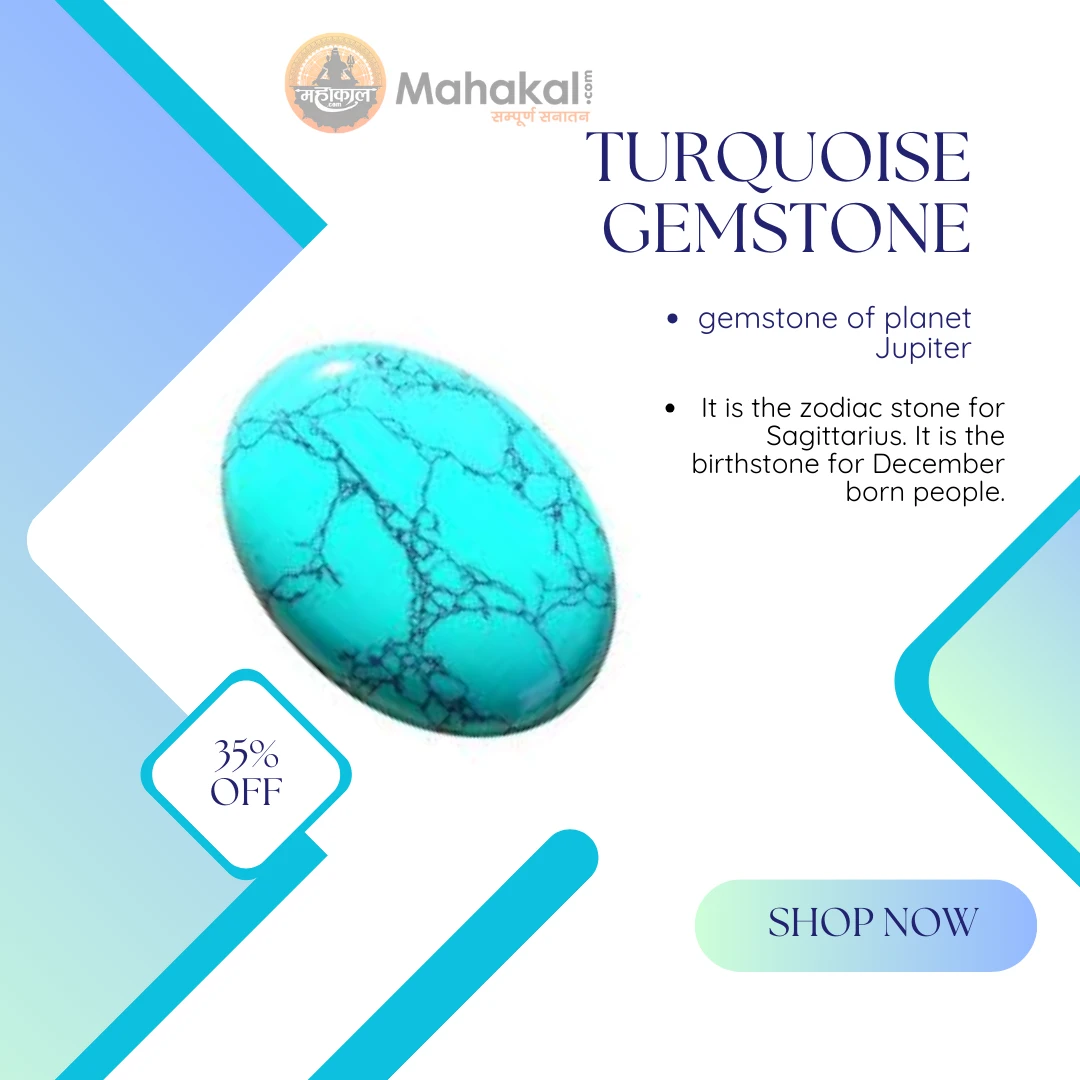 महाकाल
.com
Mahakal.com
सम्पूर्ण सनातन
TURQUOISE
GEMSTONE
• gemstone of planet
Jupiter
• It is the zodiac stone for
Sagittarius. It is the
birthstone for December
born people.
35%
OFF
SHOP NOW